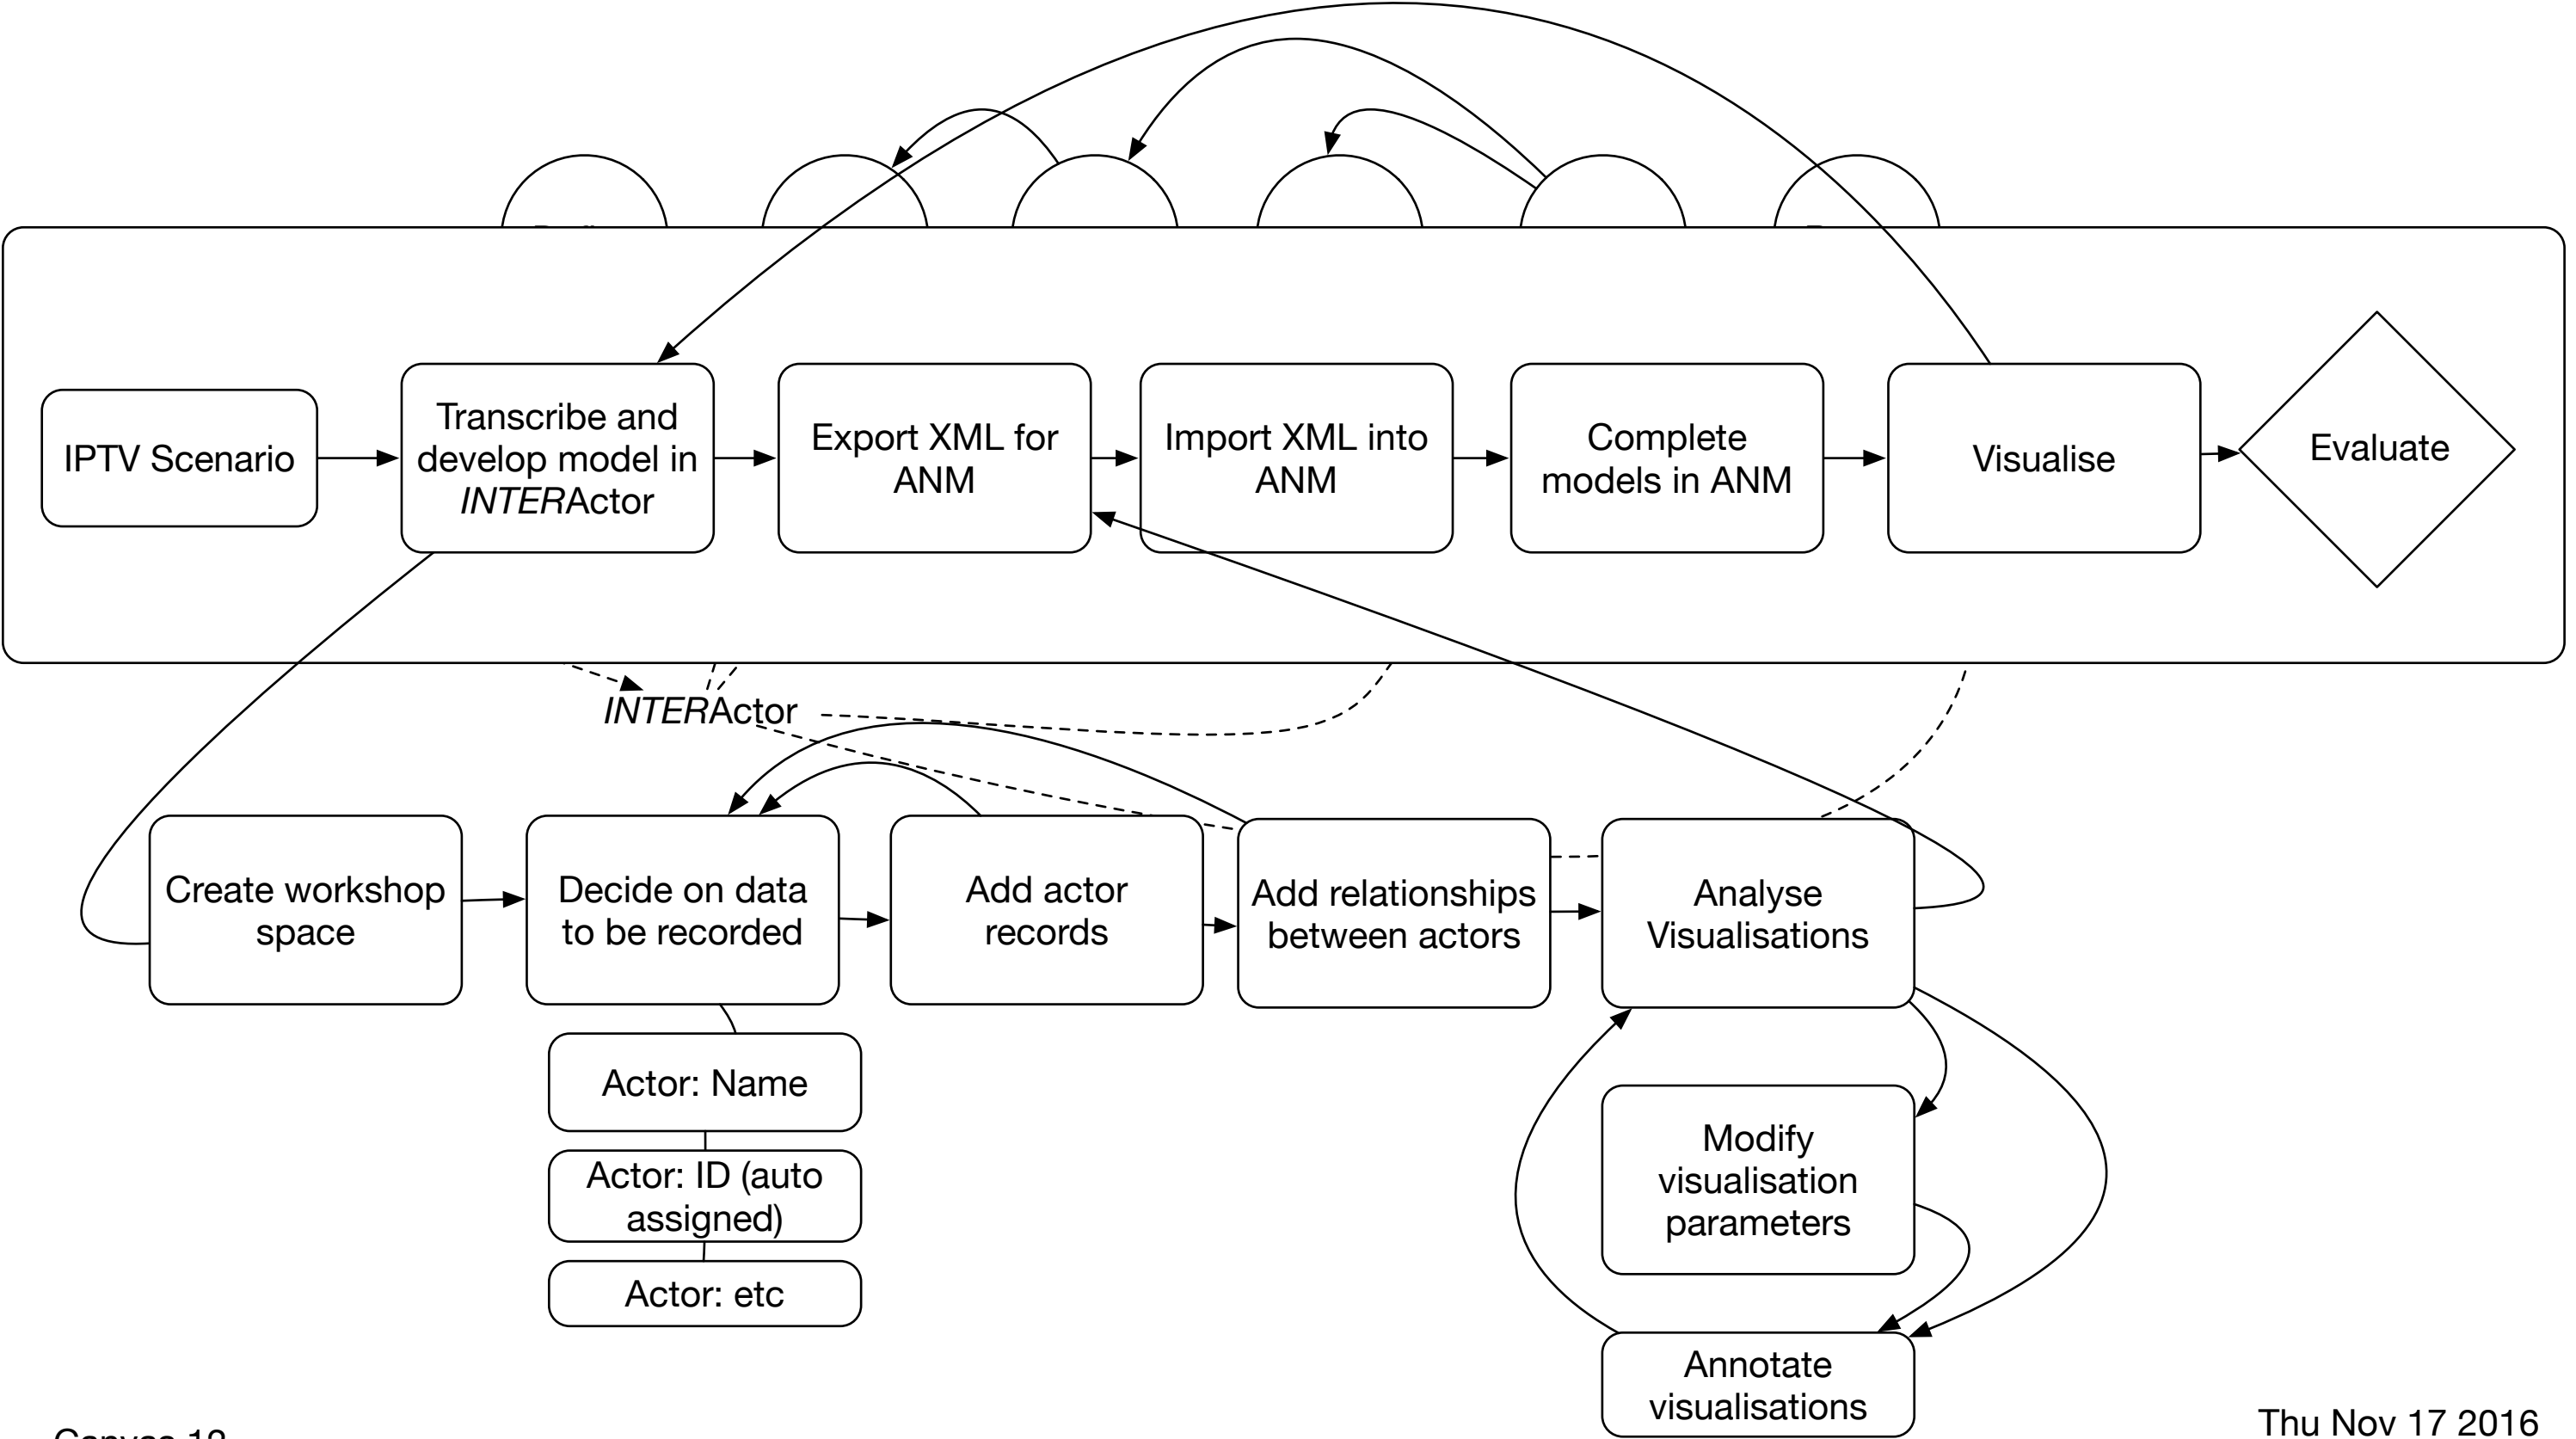 IPTV Scenario
Transcribe and
develop model in
INTERActor
Export XML for
ANM
Import XML into
ANM
Complete
models in ANM
Visualise
Evaluate
INTERActor
Create workshop
space
Decide on data
to be recorded
Add actor
records
Add relationships
between actors
Analyse
Visualisations
Actor: Name
Actor: ID (auto
assigned)
Actor: etc
Modify
visualisation
parameters
Annotate
visualisations
Thu Nov 17 2016